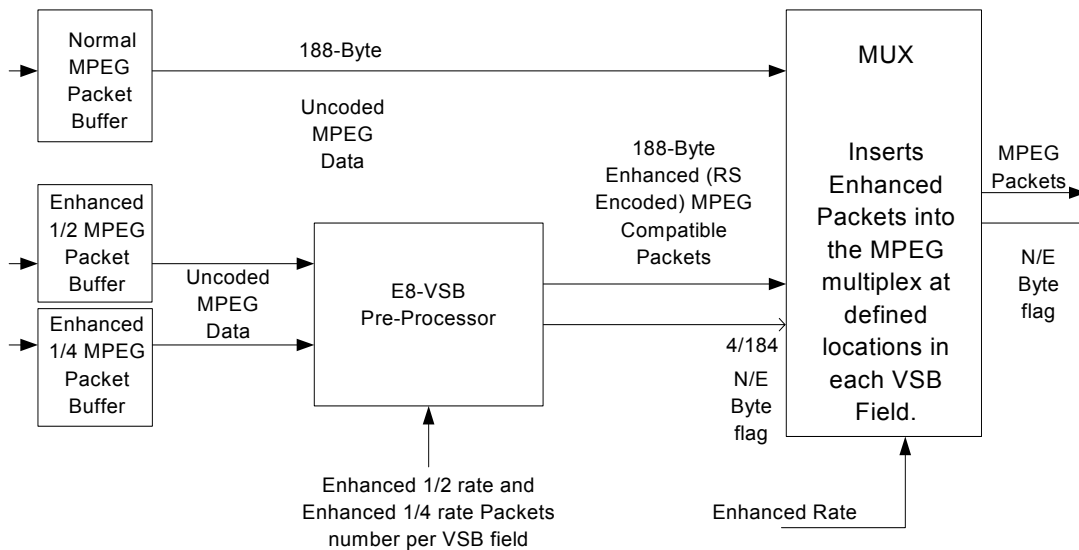 Normal
MPEG
Packet
Buffer
188-Byte
Uncoded
MPEG
Data
Enhanced
1/2 MPEG
Packet
Buffer
Enhanced
1/4 MPEG
Packet
Buffer
Uncoded
MPEG
Data
E8-VSB
Pre-Processor
Enhanced 1/2 rate and
Enhanced 1/4 rate Packets
number per VSB field
188-Byte
Enhanced (RS
Encoded) MPEG
Compatible
Packets
4/184
N/E
Byte
flag
MUX
Inserts
Enhanced
Packets into
the MPEG
multiplex at
defined
locations in
each VSB
Field.
Enhanced Rate
MPEG
Packets
N/E
Byte
flag